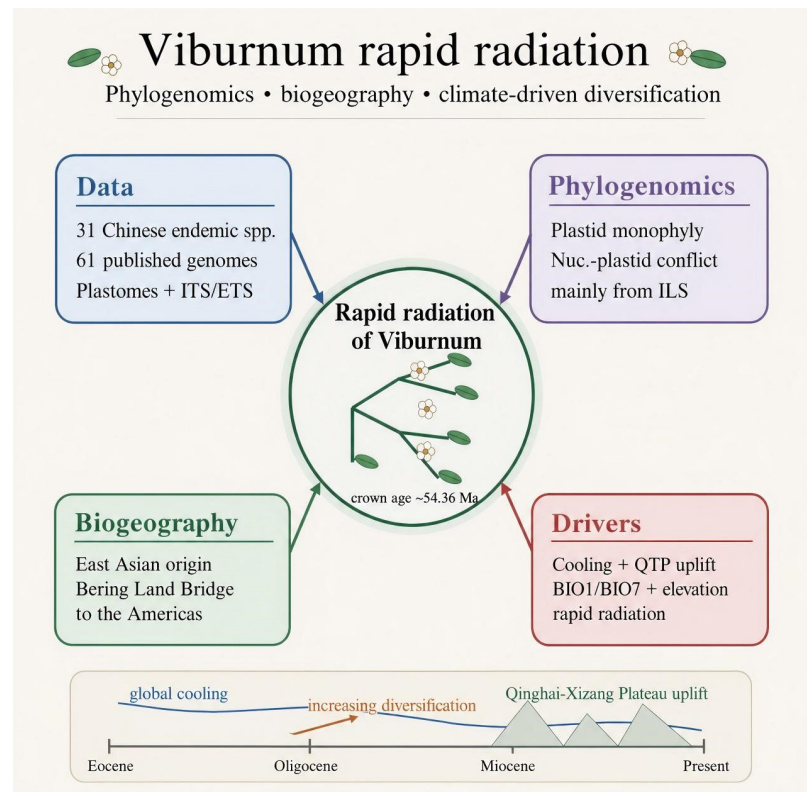 Viburnum rapid radiation
Phylogenomics • biogeography • climate-driven diversification
Data
31 Chinese endemic spp.
61 published genomes
Plastomes + ITS/ETS
Phylogenomics
Plastid monophyly
Nuc.-plastid conflict
mainly from ILS
Rapid radiation
of Viburnum
crown age ~54.36 Ma
Biogeography
East Asian origin
Bering Land Bridge
to the Americas
Drivers
Cooling + QTP uplift
BIO1/BIO7 + elevation
rapid radiation
global cooling
increasing diversification
Qinghai-Xizang Plateau uplift
Eocene
Oligocene
Miocene
Present